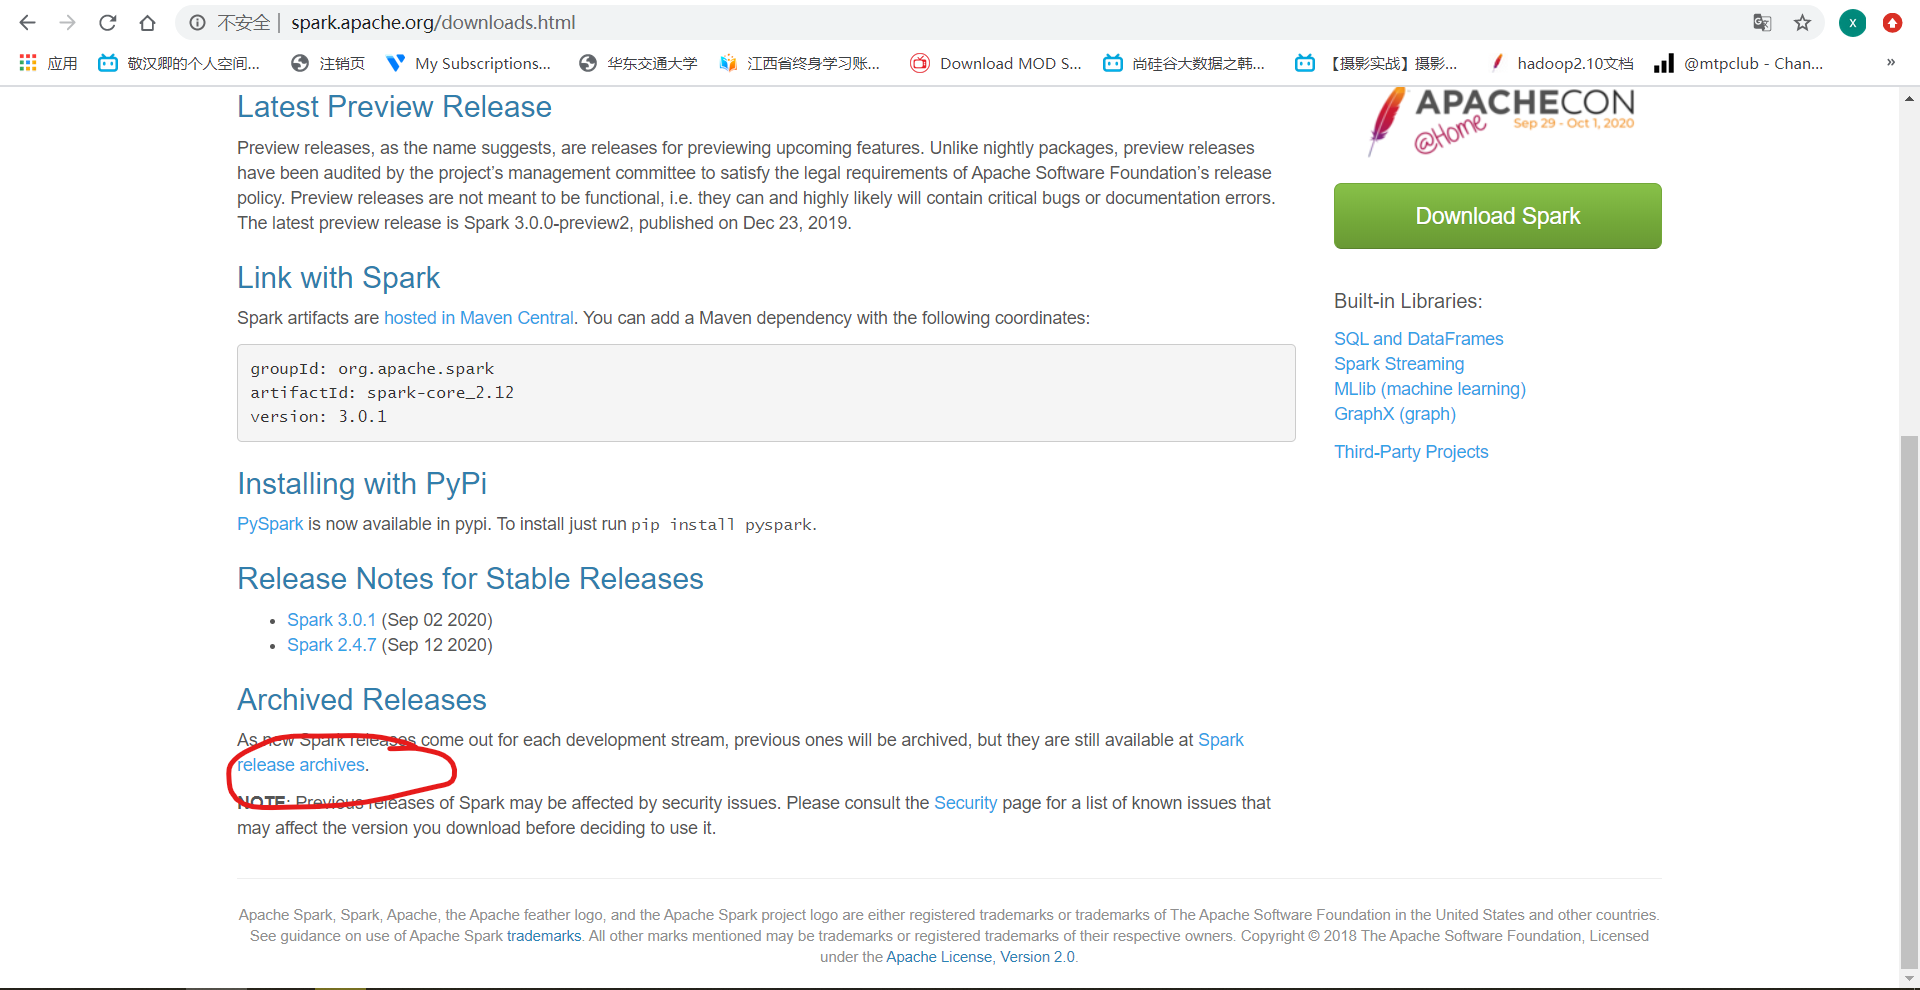 不安全 | spark.apache.org/downloads.html
X
应用
敬汉卿的个人空间...
注销页
My Subscriptions...
华东交通大学
江西省终身学习账...
Download MOD S...
尚硅谷大数据之韩...
【摄影实战】摄影...
hadoop2.10文档
@mtpclub - Chan...
»
Latest Preview Release
Preview releases, as the name suggests, are releases for previewing upcoming features. Unlike nightly packages, preview releases
have been audited by the project’s management committee to satisfy the legal requirements of Apache Software Foundation’s release
policy. Preview releases are not meant to be functional, i.e. they can and highly likely will contain critical bugs or documentation errors.
The latest preview release is Spark 3.0.0-preview2, published on Dec 23, 2019.
Link with Spark
Spark artifacts are hosted in Maven Central. You can add a Maven dependency with the following coordinates:
groupId: org.apache.spark
artifactId: spark-core_2.12
version: 3.0.1
Installing with PyPi
PySpark is now available in pypi. To install just run pip install pyspark.
Release Notes for Stable Releases
• Spark 3.0.1 (Sep 02 2020)
• Spark 2.4.7 (Sep 12 2020)
Archived Releases
As new Spark releases come out for each development stream, previous ones will be archived, but they are still available at Spark
release archives.
NOTE: Previous releases of Spark may be affected by security issues. Please consult the Security page for a list of known issues that
may affect the version you download before deciding to use it.
APACHECON
@Home
Sep 29 - Oct 1, 2020
Download Spark
Built-in Libraries:
SQL and DataFrames
Spark Streaming
MLlib (machine learning)
GraphX (graph)
Third-Party Projects
Apache Spark, Spark, Apache, the Apache feather logo, and the Apache Spark project logo are either registered trademarks or trademarks of The Apache Software Foundation in the United States and other countries.
See guidance on use of Apache Spark trademarks. All other marks mentioned may be trademarks or registered trademarks of their respective owners. Copyright © 2018 The Apache Software Foundation, Licensed
under the Apache License, Version 2.0.